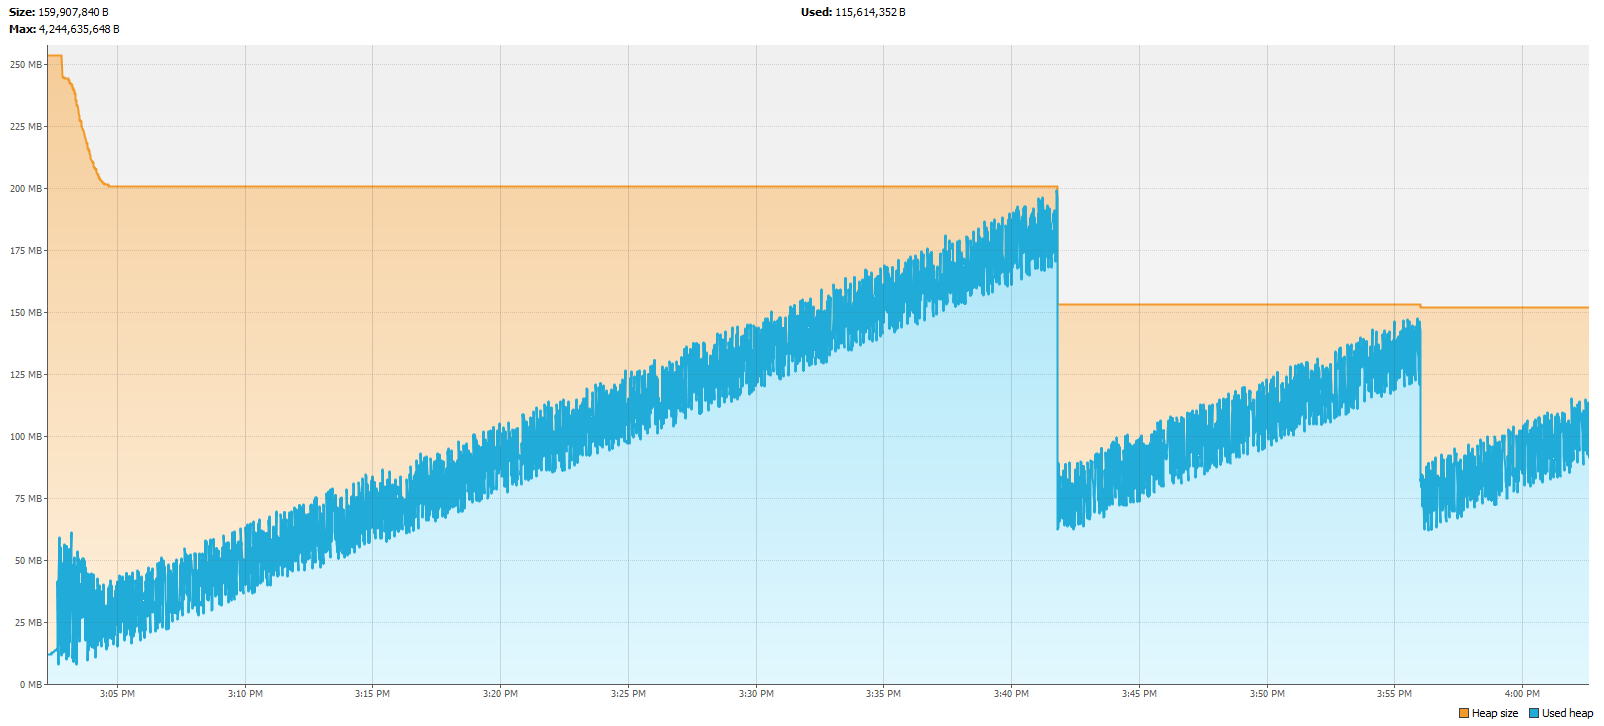 Size: 159,907,840 B
Used: 115,614,352 B
Max: 4,244,635,648 B
250 MB
225 MB
200 MB
175 MB
150 MB
125 MB
100 MB
75 MB
50 MB
25 MB
0 MB
3:05 PM 3:10 PM 3:15 PM 3:20 PM 3:25 PM 3:30 PM 3:35 PM 3:40 PM 3:45 PM 3:50 PM 3:55 PM 4:00 PM
Heap size Used heap